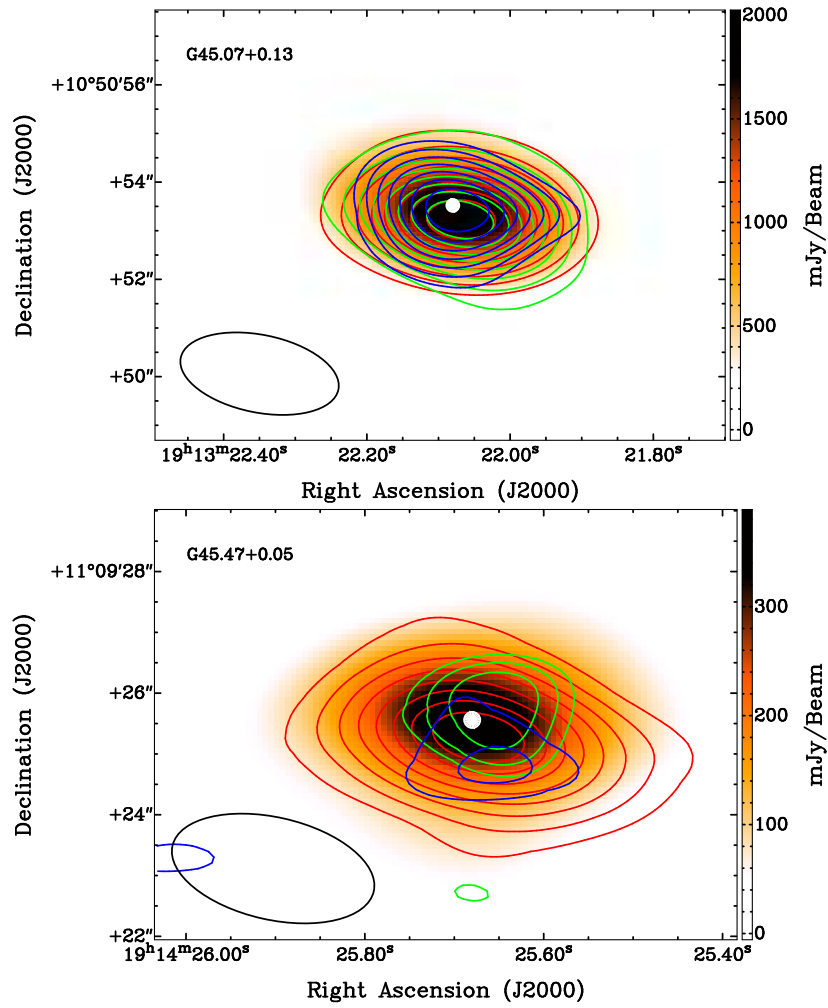 G45.07+0.13
+10°50′56″
+54″
+52″
+50″
Declination (J2000)
19ʰ13ᵐ22.40ˢ 22.20ˢ 22.00ˢ 21.80ˢ
Right Ascension (J2000)
2000
1500
1000
500
0
mJy/Beam
G45.47+0.05
+11°09′28″
+26″
+24″
+22″
Declination (J2000)
19ʰ14ᵐ26.00ˢ 25.80ˢ 25.60ˢ 25.40ˢ
Right Ascension (J2000)
300
200
100
0
mJy/Beam